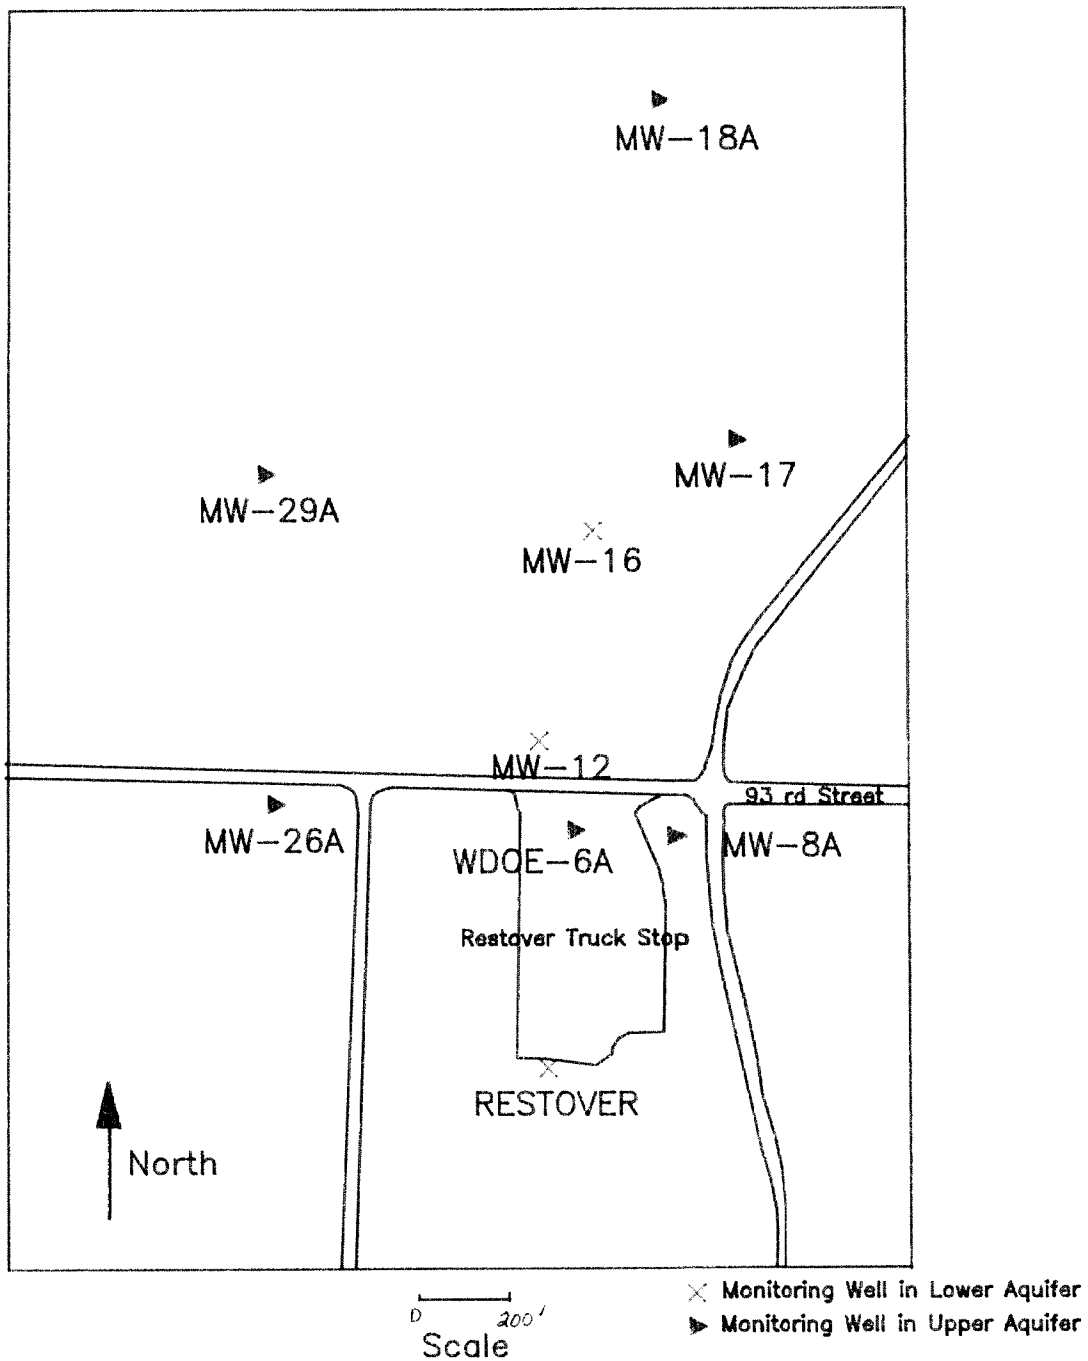 MW-18A
MW-17
MW-29A
MW-16
MW-12
93 rd Street
MW-26A
WDOE-6A
MW-8A
Restover Truck Stop
RESTOVER
North
0 200'
Scale
Monitoring Well in Lower Aquifer
Monitoring Well in Upper Aquifer